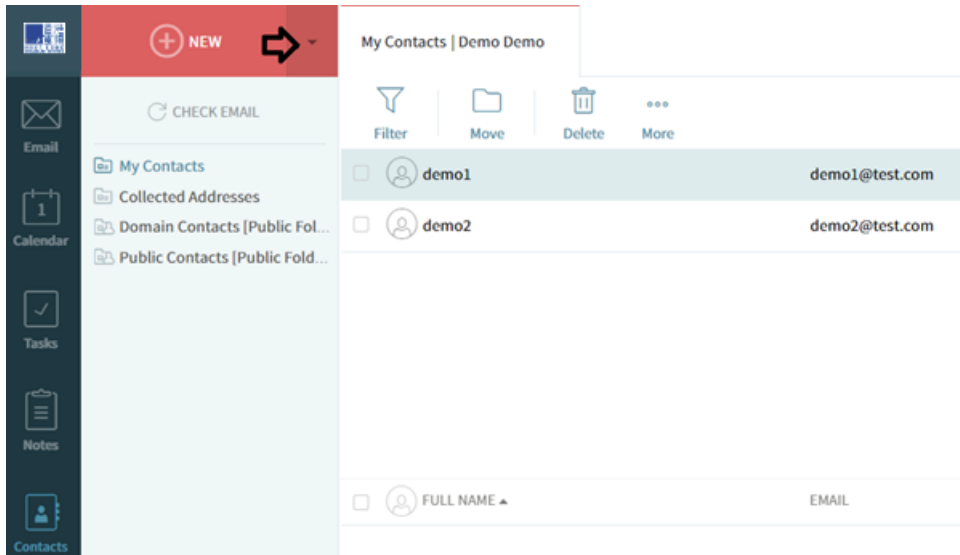 NEW
My Contacts | Demo Demo
CHECK EMAIL
Filter
Move
Delete
More
Email
1
Calendar
Tasks
Notes
Contacts
My Contacts
Collected Addresses
Domain Contacts [Public Fol...
Public Contacts [Public Fold...
demo1 demo1@test.com
demo2 demo2@test.com
FULL NAME EMAIL